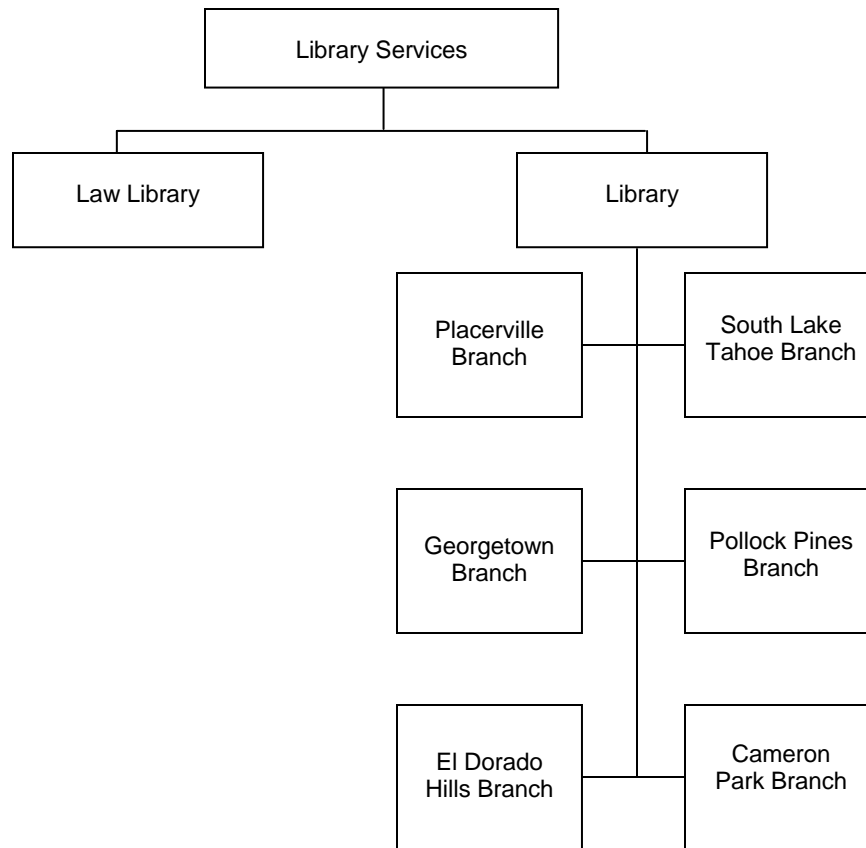 Library Services
Law Library
Library
Placerville
Branch
South Lake
Tahoe Branch
Georgetown
Branch
Pollock Pines
Branch
El Dorado
Hills Branch
Cameron
Park Branch